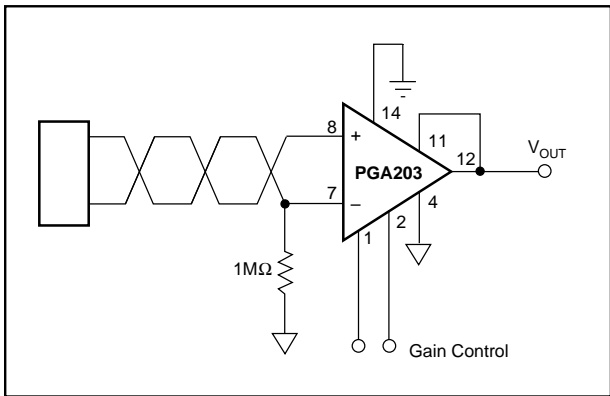 14
8
+
11
V_OUT
PGA203
12
7
–
4
2
1
1MΩ
Gain Control